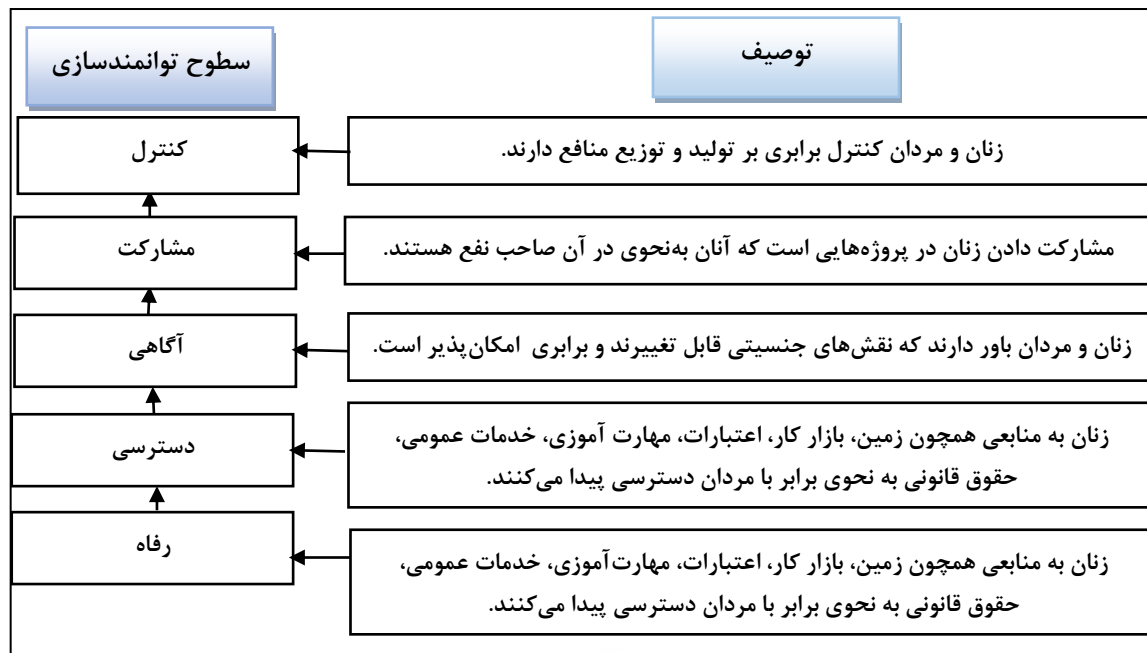 سطوح توانمندسازی
توصیف
کنترل
زنان و مردان کنترل برابری بر تولید و توزیع منافع دارند.
مشارکت
مشارکت دادن زنان در پروژه‌هایی است که آنان به‌نحوی در آن صاحب نفع هستند.
آگاهی
زنان و مردان باور دارند که نقش‌های جنسیتی قابل تغییرند و برابری امکان‌پذیر است.
دسترسی
زنان به منابعی همچون زمین، بازار کار، اعتبارات، مهارت آموزی، خدمات عمومی،
حقوق قانونی به نحوی برابر با مردان دسترسی پیدا می‌کنند.
رفاه
زنان به منابعی همچون زمین، بازار کار، اعتبارات، مهارت‌آموزی، خدمات عمومی،
حقوق قانونی به نحوی برابر با مردان دسترسی پیدا می‌کنند.